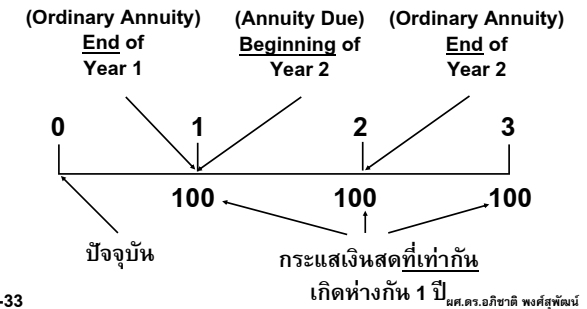 (Ordinary Annuity) (Annuity Due) (Ordinary Annuity)
End of Beginning of End of
Year 1 Year 2 Year 2
0 1 2 3
100 100 100
ปัจจุบัน
กระแสเงินสดที่เท่ากัน
เกิดห่างกัน 1 ปี
-33
ผศ.ดร.อภิชาติ พงศ์สุพัฒน์